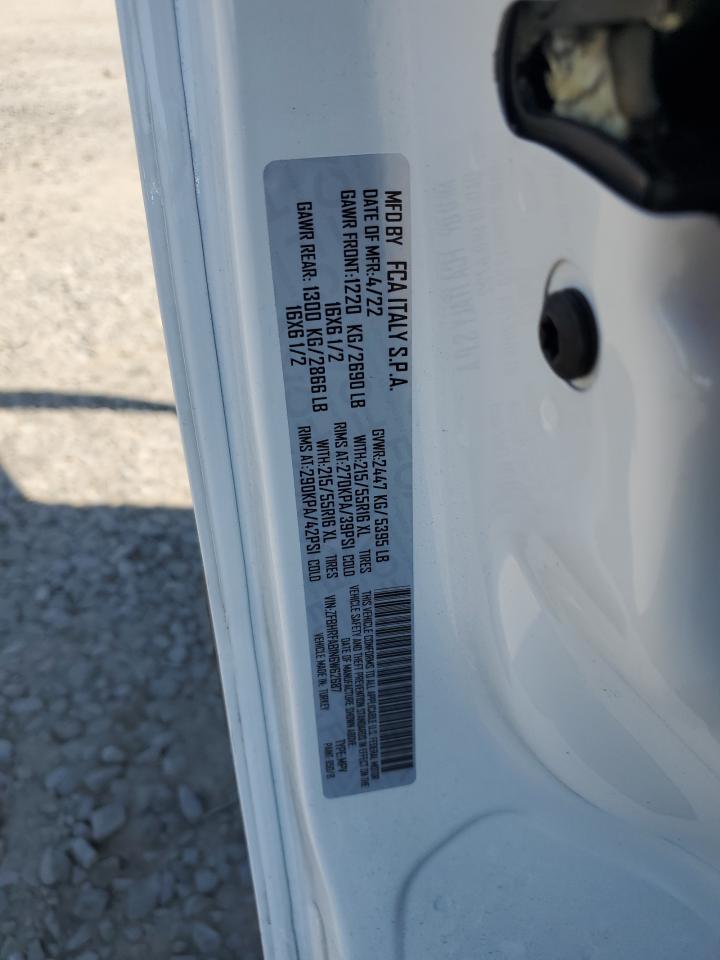 MFD BY FCA ITALY S.P.A.
DATE OF MFR:4/22 GVWR:2447 KG/5395 LB
GAWR FRONT:1220 KG/2690 LB WITH:215/55R16 XL TIRES
16X6 1/2 RIMS AT:270KPA/39PSI COLD
GAWR REAR: 1300 KG/2866 LB WITH:215/55R16 XL TIRES
16X6 1/2 RIMS AT:290KPA/42PSI COLD
THIS VEHICLE CONFORMS TO ALL APPLICABLE U.S. FEDERAL MOTOR
VEHICLE SAFETY AND THEFT PREVENTION STANDARDS IN EFFECT ON THE
DATE OF MANUFACTURE SHOWN ABOVE.
VIN:ZFBHRFABN6W62687 TYPE:MPV
VEHICLE MADE IN: TURKEY PAINT: